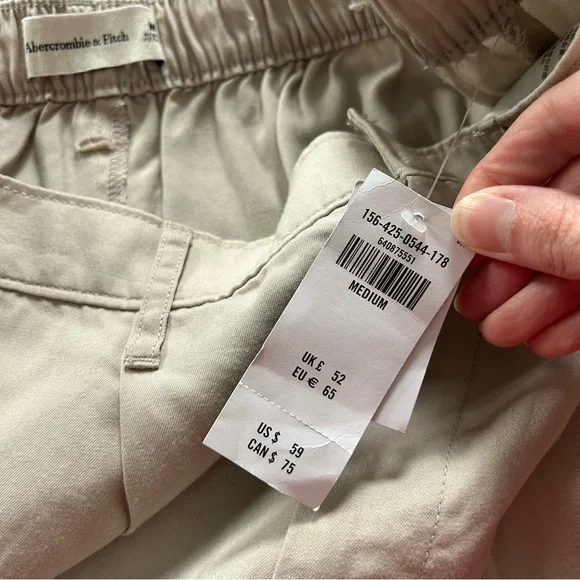 Abercrombie & Fitch
M
156-425-0544-178
640875551
MEDIUM
UK £ 52
EU € 65
US $ 59
CAN $ 75